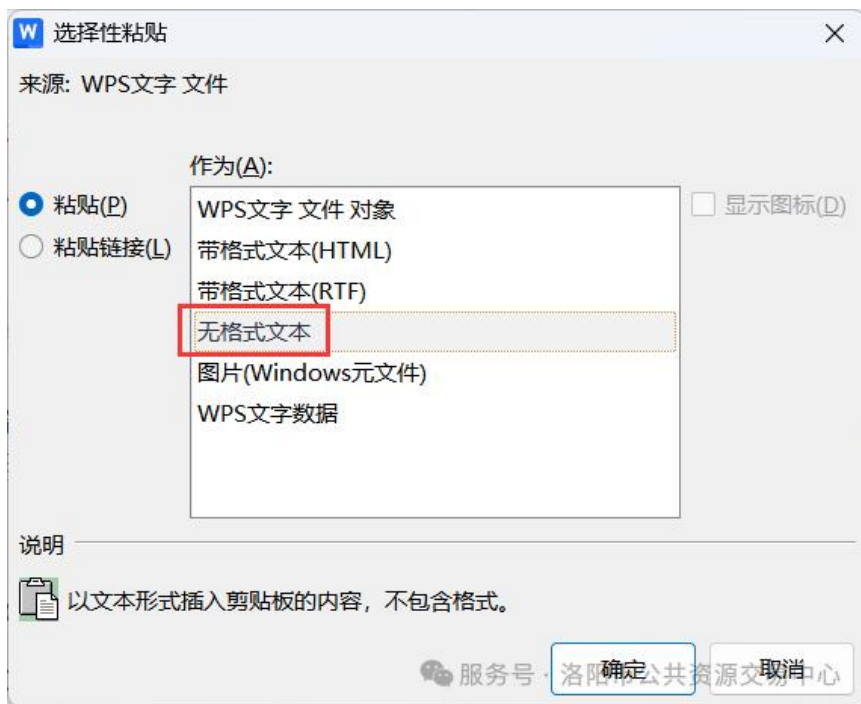 W 选择性粘贴
来源: WPS文字 文件
作为(A):
粘贴(P)
粘贴链接(L)
WPS文字 文件 对象
带格式文本(HTML)
带格式文本(RTF)
无格式文本
图片(Windows元文件)
WPS文字数据
显示图标(D)
说明
以文本形式插入剪贴板的内容，不包含格式。
确定
取消
服务号 · 洛阳市公共资源交易中心